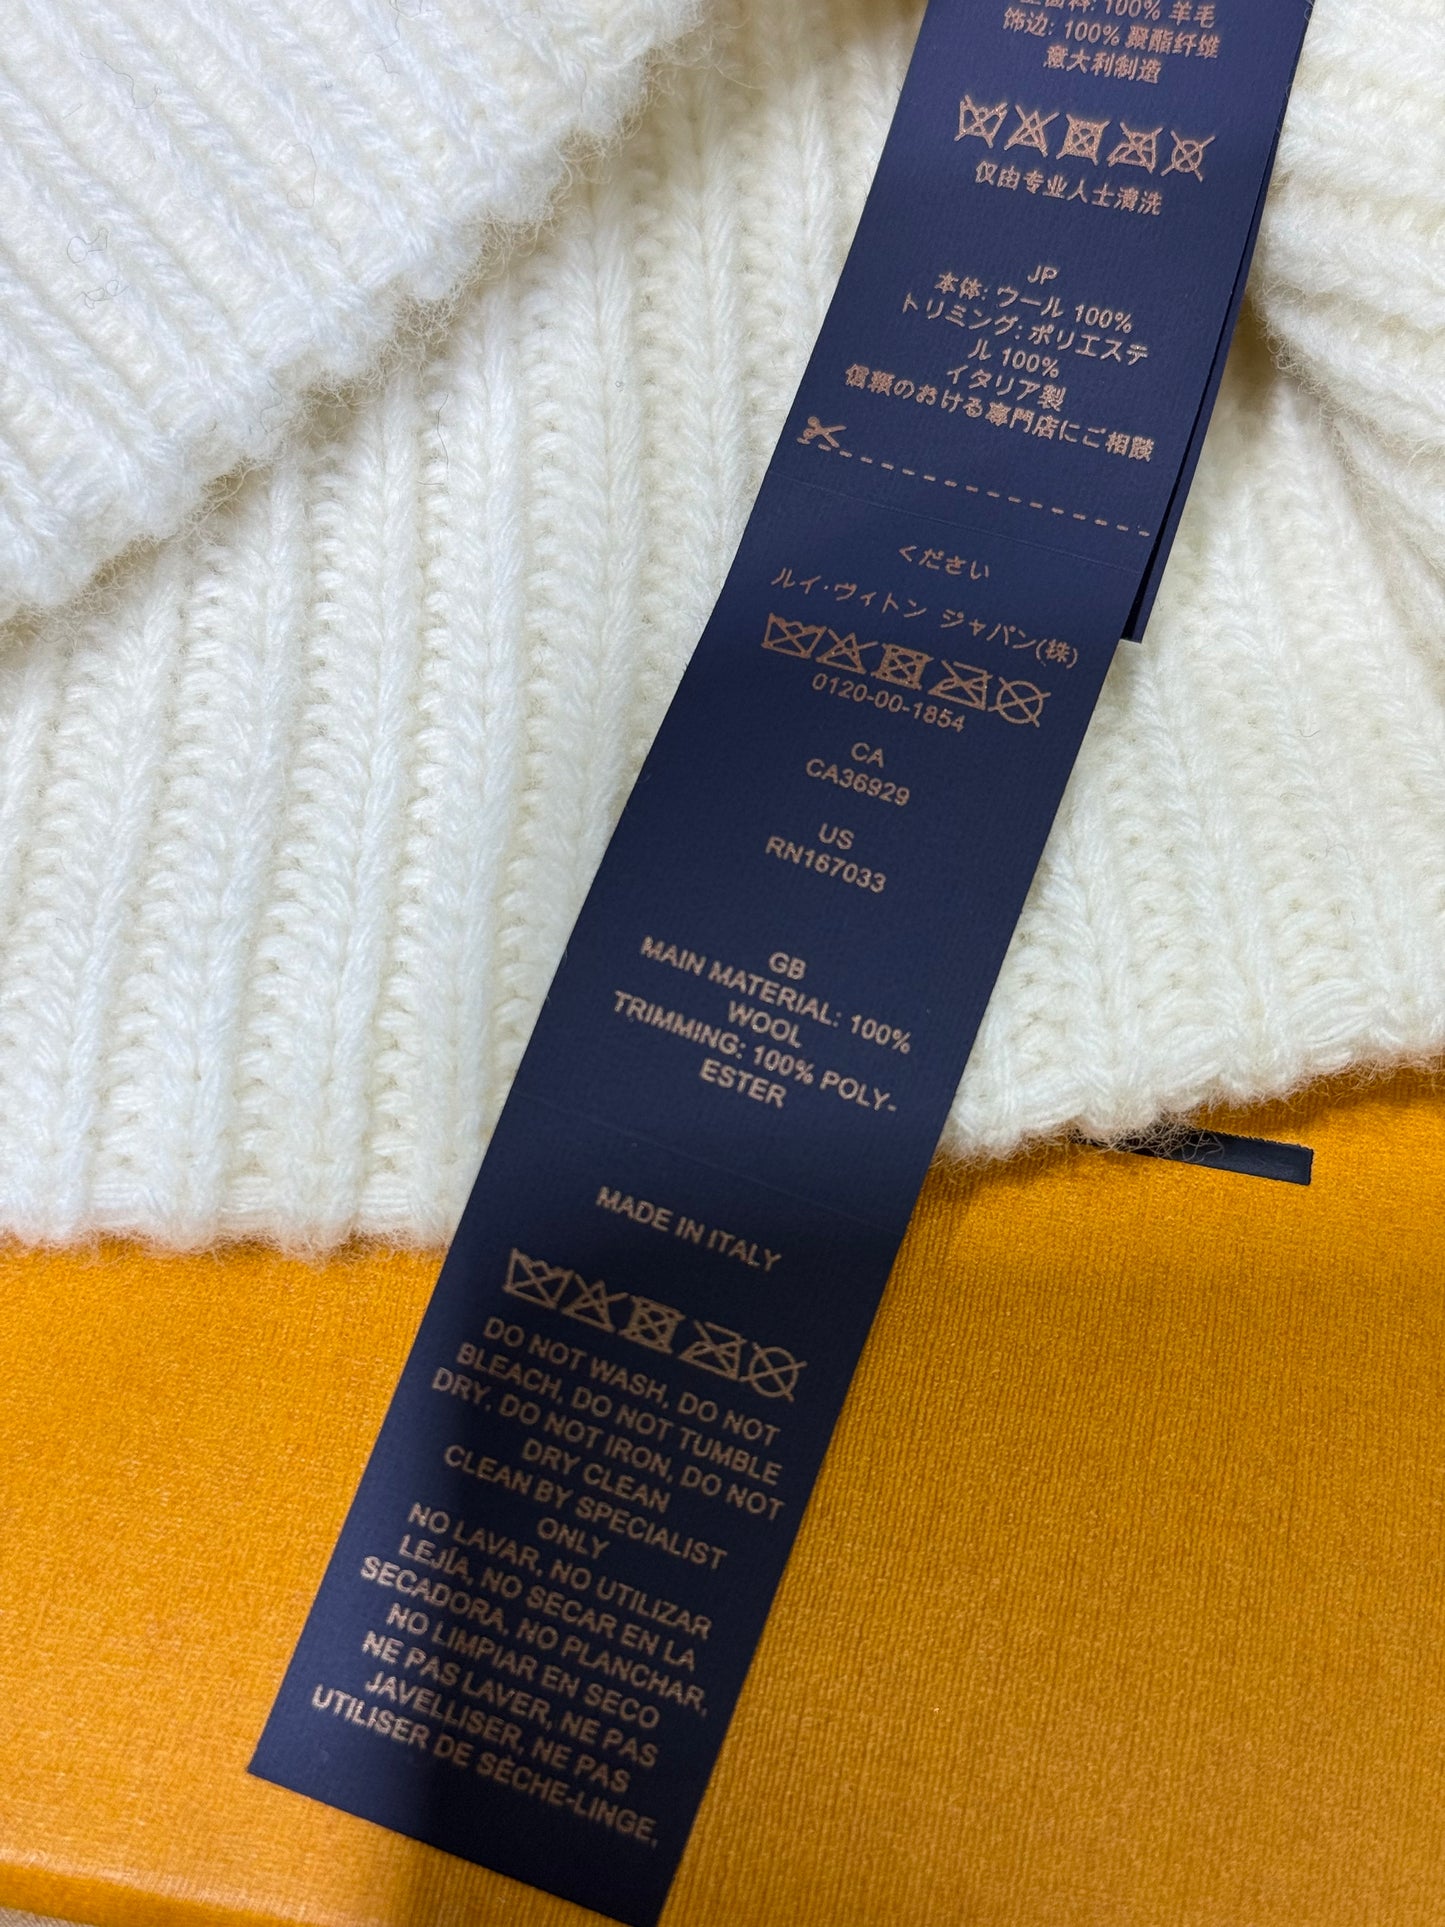 主面料: 100% 羊毛
饰边: 100% 聚酯纤维
意大利制造
仅由专业人士清洗
JP
本体: ウール 100%
トリミング: ポリエステ
ル 100%
イタリア製
信頼のおける専門店にご相談
ください
ルイ･ヴィトン ジャパン(株)
0120-00-1854
CA
CA36929
US
RN167033
GB
MAIN MATERIAL: 100%
WOOL
TRIMMING: 100% POLY-
ESTER
MADE IN ITALY
DO NOT WASH, DO NOT
BLEACH, DO NOT TUMBLE
DRY, DO NOT IRON, DO NOT
DRY CLEAN
CLEAN BY SPECIALIST
ONLY
NO LAVAR, NO UTILIZAR
LEJÍA, NO SECAR EN LA
SECADORA, NO PLANCHAR,
NO LIMPIAR EN SECO
NE PAS LAVER, NE PAS
JAVELLISER, NE PAS
UTILISER DE SÈCHE-LINGE,